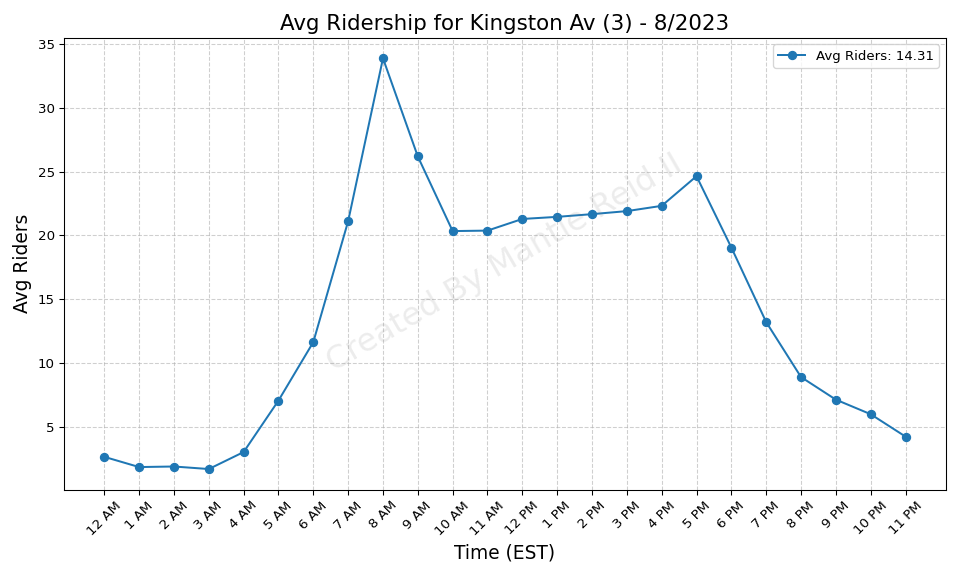 Avg Ridership for Kingston Av (3) - 8/2023
Avg Riders: 14.31
35
30
25
20
15
10
5
Avg Riders
Created By Mantle Reid II
12 AM
1 AM
2 AM
3 AM
4 AM
5 AM
6 AM
7 AM
8 AM
9 AM
10 AM
11 AM
12 PM
1 PM
2 PM
3 PM
4 PM
5 PM
6 PM
7 PM
8 PM
9 PM
10 PM
11 PM
Time (EST)